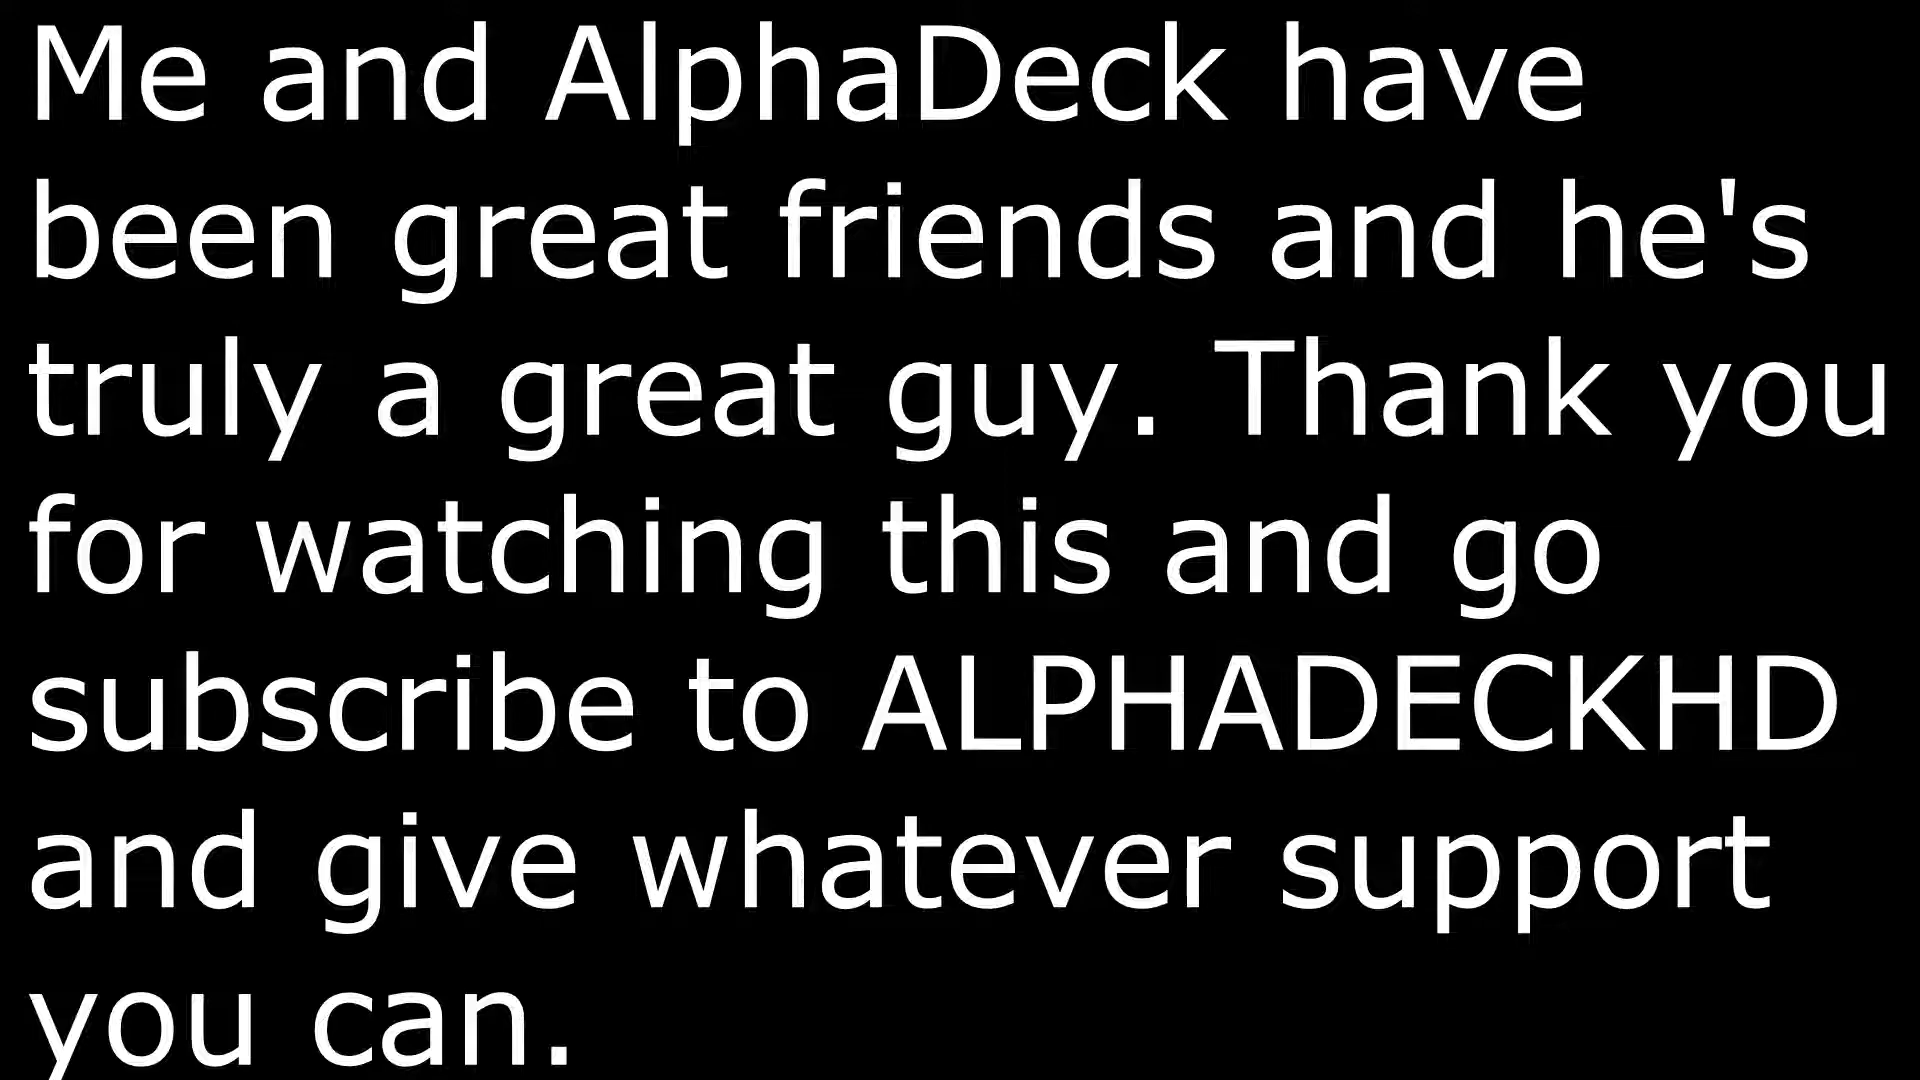 Me and AlphaDeck have
been great friends and he's
truly a great guy. Thank you
for watching this and go
subscribe to ALPHADECKHD
and give whatever support
you can.